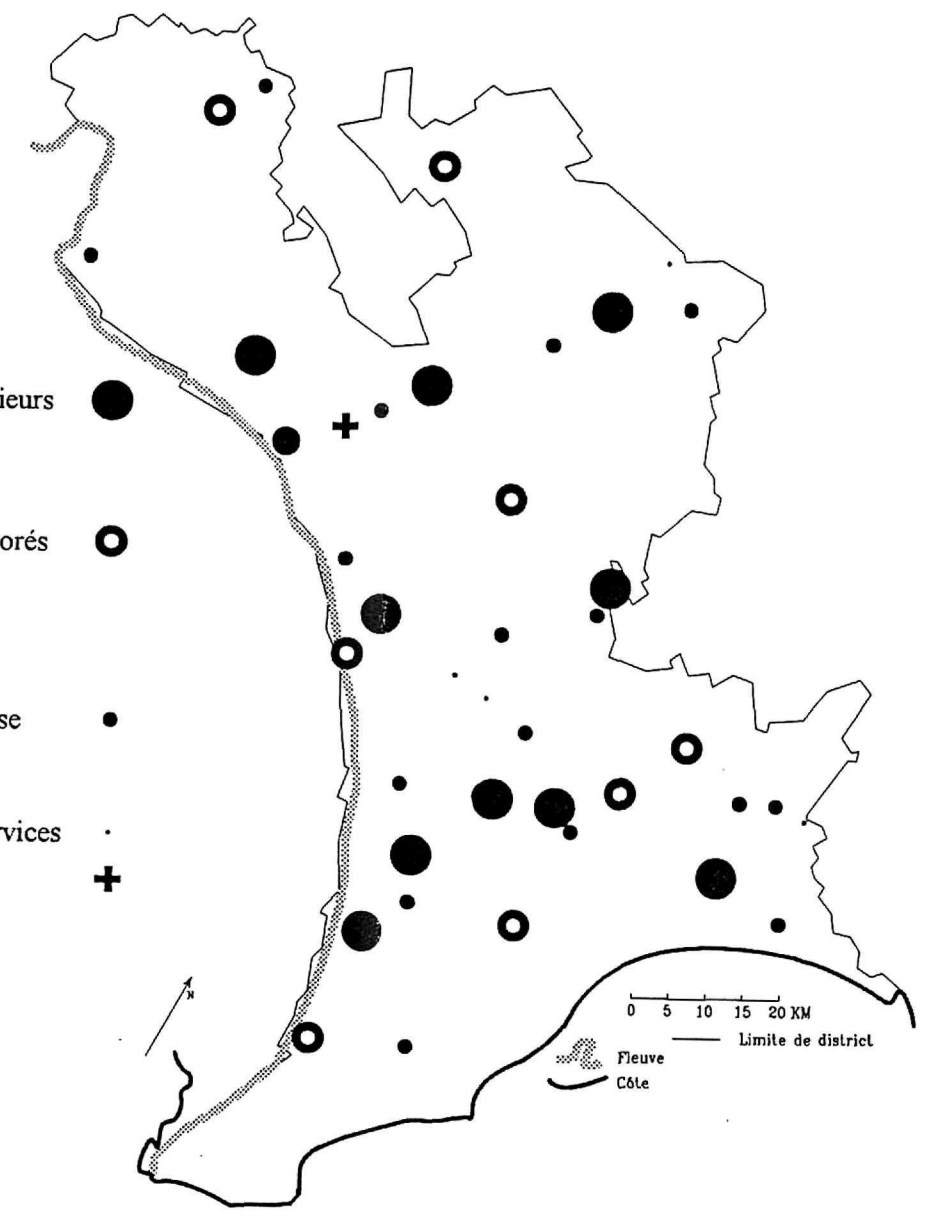 ieurs
orés
se
rvices
N
0 5 10 15 20 KM
Limite de district
Fleuve
Côte